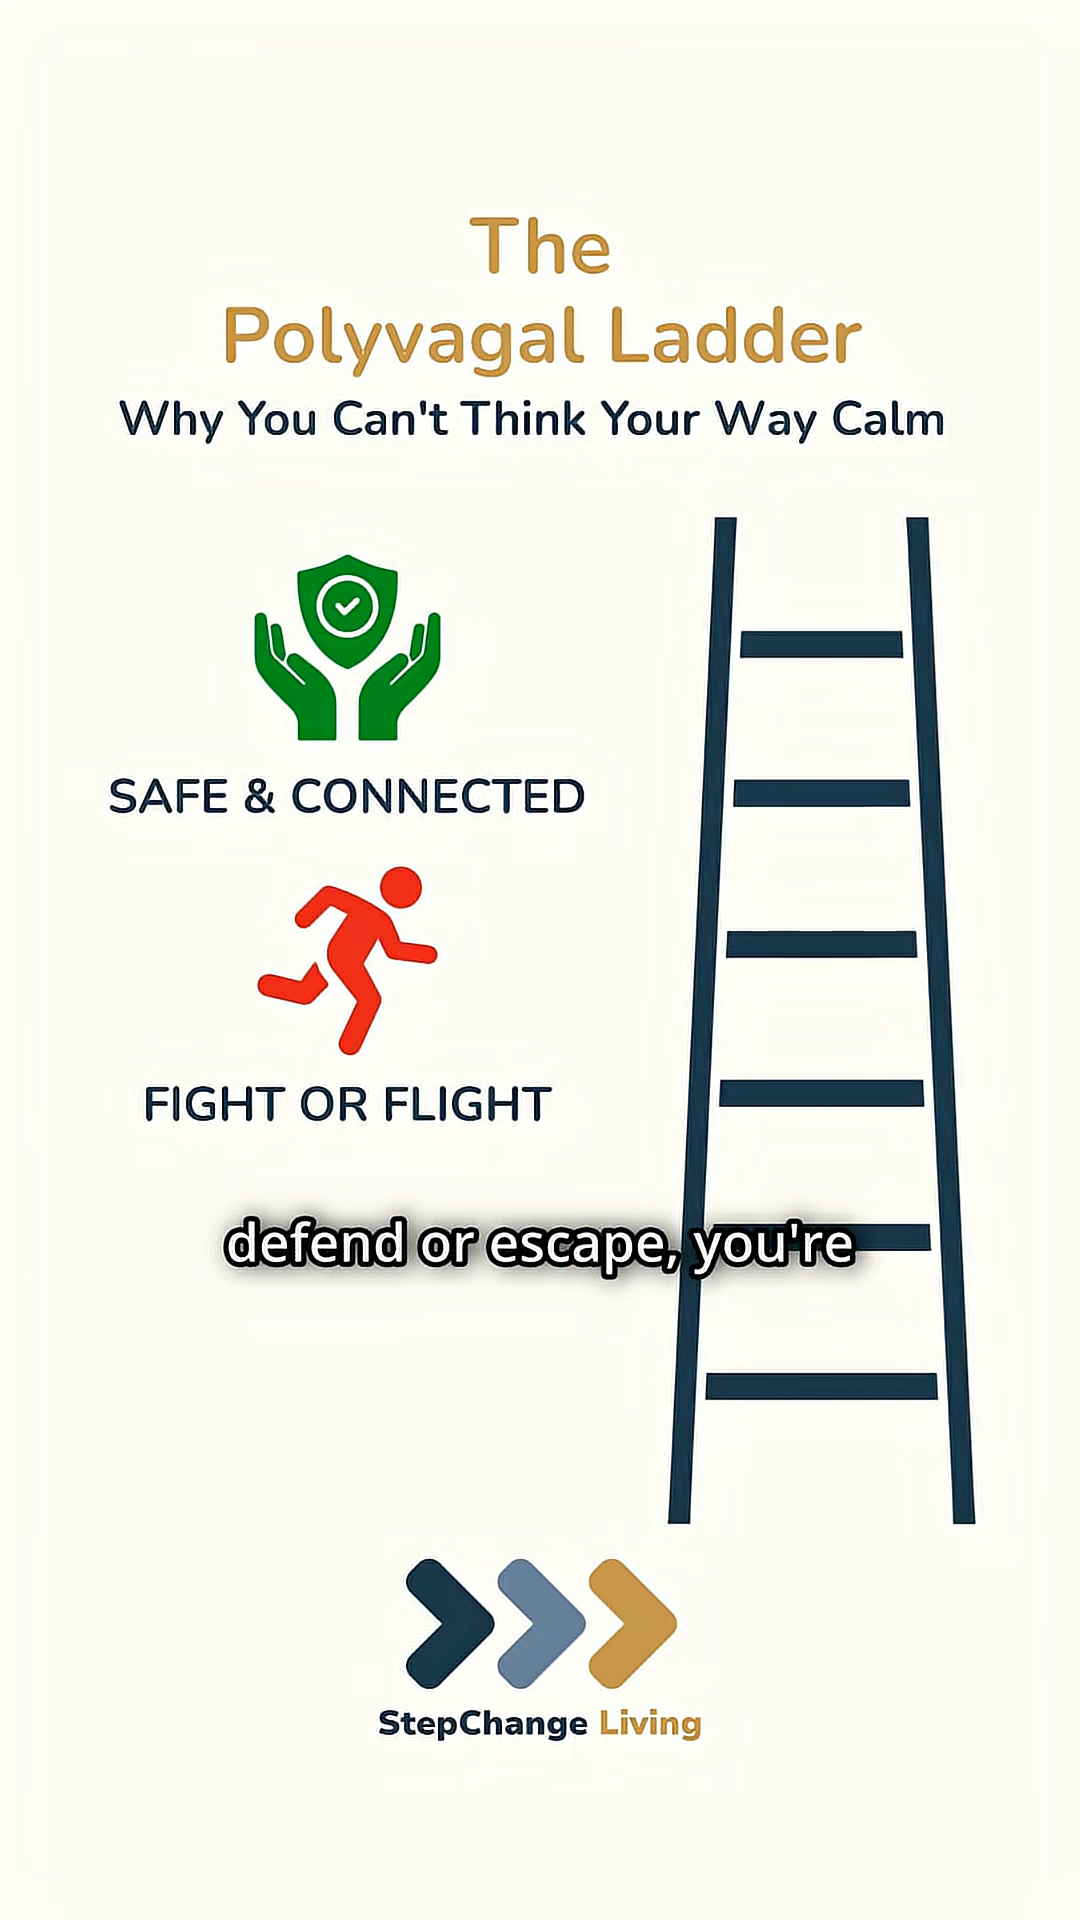 The
Polyvagal Ladder
Why You Can't Think Your Way Calm
SAFE & CONNECTED
FIGHT OR FLIGHT
defend or escape, you're
StepChange Living